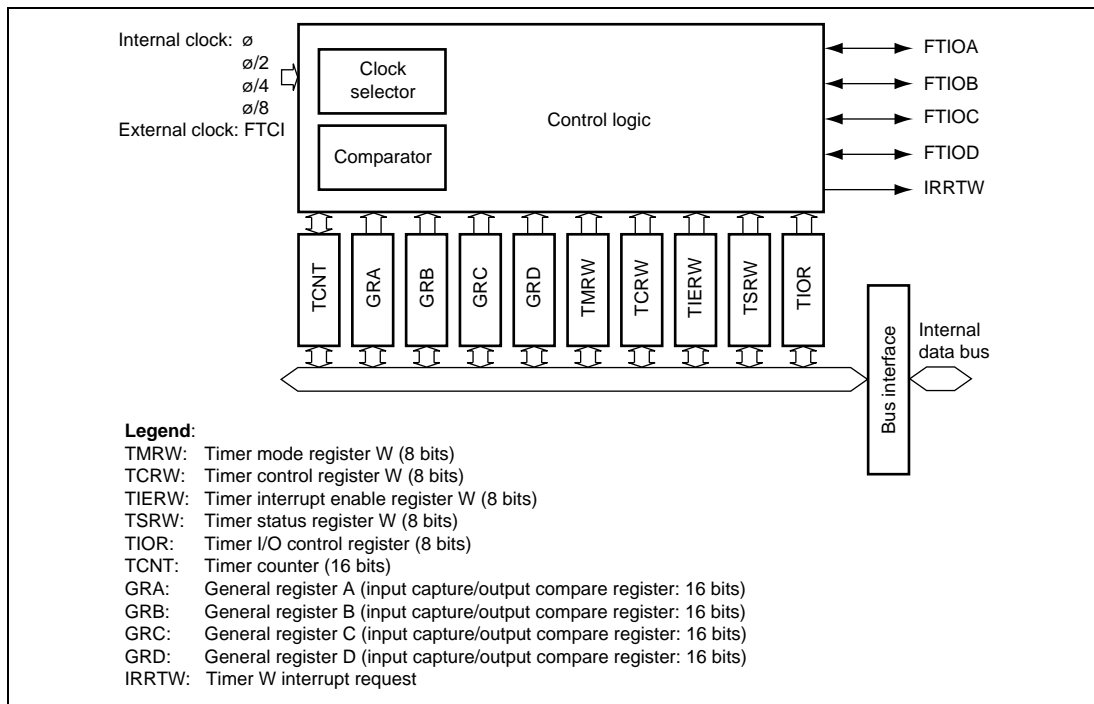 Internal clock: ø
ø/2
ø/4
ø/8
External clock: FTCI
Clock
selector
Comparator
Control logic
FTIOA
FTIOB
FTIOC
FTIOD
IRRTW
TCNT
GRA
GRB
GRC
GRD
TMRW
TCRW
TIERW
TSRW
TIOR
Bus interface
Internal
data bus
Legend:
TMRW: Timer mode register W (8 bits)
TCRW: Timer control register W (8 bits)
TIERW: Timer interrupt enable register W (8 bits)
TSRW: Timer status register W (8 bits)
TIOR: Timer I/O control register (8 bits)
TCNT: Timer counter (16 bits)
GRA: General register A (input capture/output compare register: 16 bits)
GRB: General register B (input capture/output compare register: 16 bits)
GRC: General register C (input capture/output compare register: 16 bits)
GRD: General register D (input capture/output compare register: 16 bits)
IRRTW: Timer W interrupt request